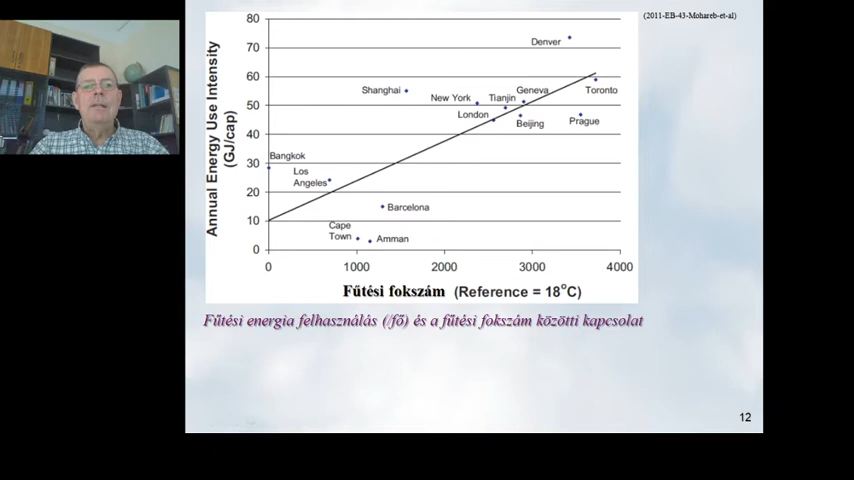 (2011-EB-43-Mohareb-et-al)
Annual Energy Use Intensity
(GJ/cap)
80
70
60
50
40
30
20
10
0
Denver
Shanghai
New York
Tianjin
Geneva
Toronto
London
Beijing
Prague
Bangkok
Los
Angeles
Barcelona
Cape
Town
Amman
0
1000
2000
3000
4000
Fűtési fokszám (Reference = 18°C)
Fűtési energia felhasználás (/fő) és a fűtési fokszám közötti kapcsolat
12